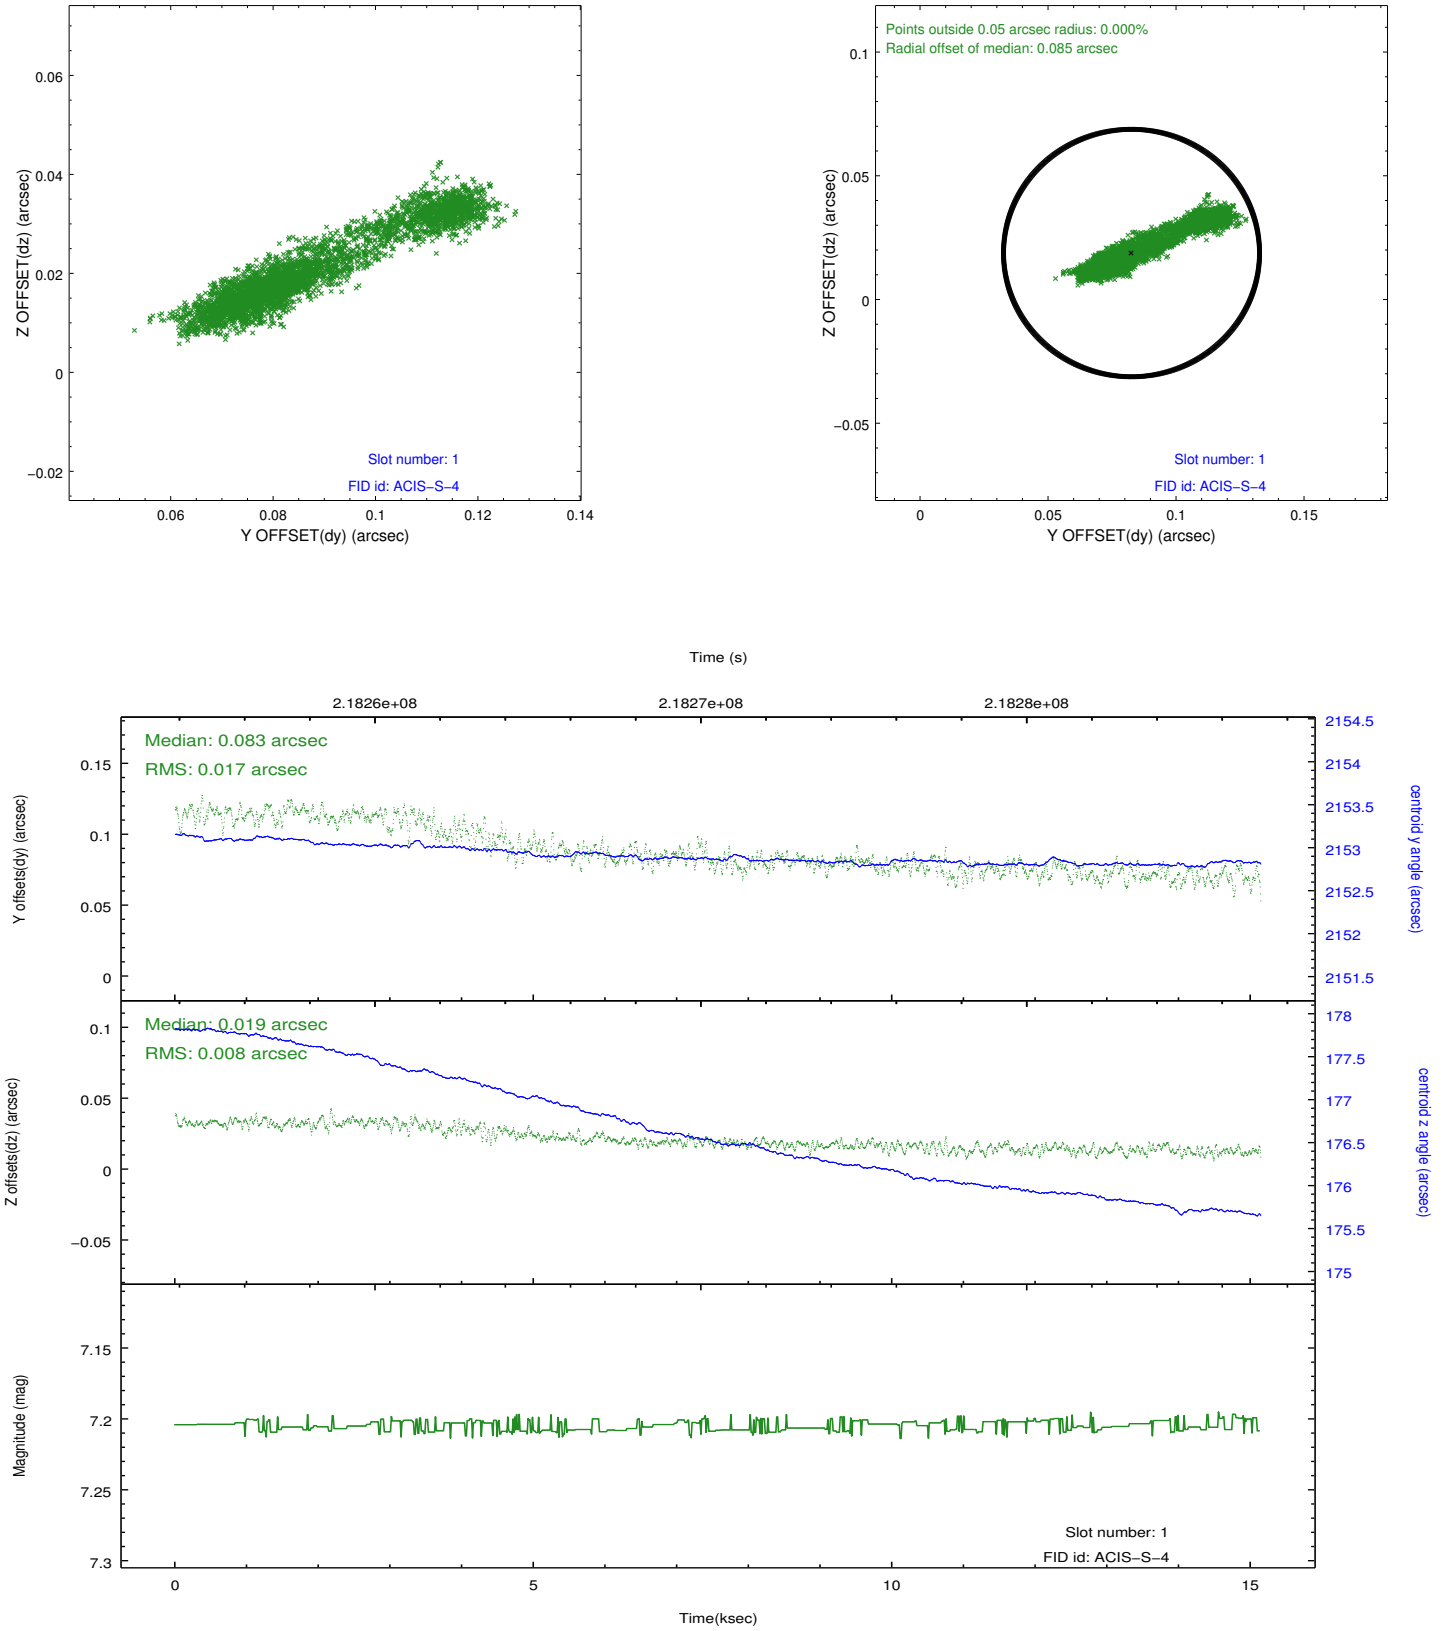 0.06
0.04
0.02
0
−0.02
Z OFFSET(dz) (arcsec)
Slot number: 1
FID id: ACIS−S−4
0.06
0.08
0.1
0.12
0.14
Y OFFSET(dy) (arcsec)
Points outside 0.05 arcsec radius: 0.000%
Radial offset of median: 0.085 arcsec
0.1
0.05
0
−0.05
Z OFFSET(dz) (arcsec)
Slot number: 1
FID id: ACIS−S−4
0
0.05
0.1
0.15
Y OFFSET(dy) (arcsec)
Time (s)
2.1826e+08
2.1827e+08
2.1828e+08
Median: 0.083 arcsec
RMS: 0.017 arcsec
0.15
0.1
0.05
0
Y offsets(dy) (arcsec)
2154.5
2154
2153.5
2153
2152.5
2152
2151.5
centroid y angle (arcsec)
Median: 0.019 arcsec
RMS: 0.008 arcsec
0.1
0.05
0
−0.05
Z offsets(dz) (arcsec)
178
177.5
177
176.5
176
175.5
175
centroid z angle (arcsec)
7.15
7.2
7.25
7.3
Magnitude (mag)
Slot number: 1
FID id: ACIS−S−4
0
5
10
15
Time(ksec)